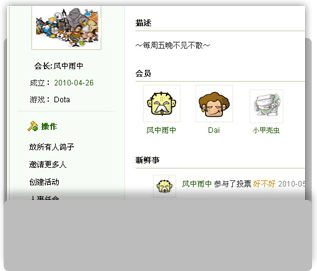 会长: 风中雨中
成立： 2010-04-26
游戏： Dota
操作
放所有人鸽子
邀请更多人
创建活动
描述
～每周五晚不见不散～
会员
风中雨中
Dai
小甲壳虫
新鲜事
风中雨中 参与了投票 好不好 2010-05